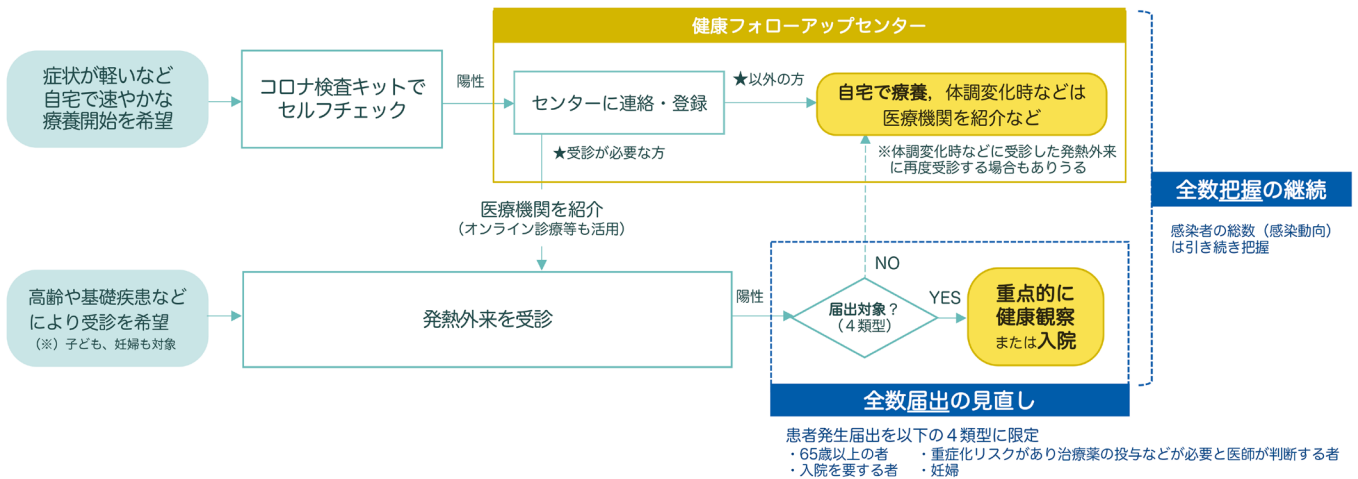 健康フォローアップセンター
症状が軽いなど
自宅で速やかな
療養開始を希望
コロナ検査キットで
セルフチェック
陽性
センターに連絡・登録
★以外の方
自宅で療養，体調変化時などは
医療機関を紹介など
★受診が必要な方
※体調変化時などに受診した発熱外来
に再度受診する場合もありうる
医療機関を紹介
（オンライン診療等も活用）
全数把握の継続
感染者の総数（感染動向）
は引き続き把握
高齢や基礎疾患など
により受診を希望
（※）子ども、妊婦も対象
発熱外来を受診
陽性
届出対象？
（４類型）
NO
YES
重点的に
健康観察
または入院
全数届出の見直し
患者発生届出を以下の４類型に限定
・65歳以上の者　・重症化リスクがあり治療薬の投与などが必要と医師が判断する者
・入院を要する者　・妊婦